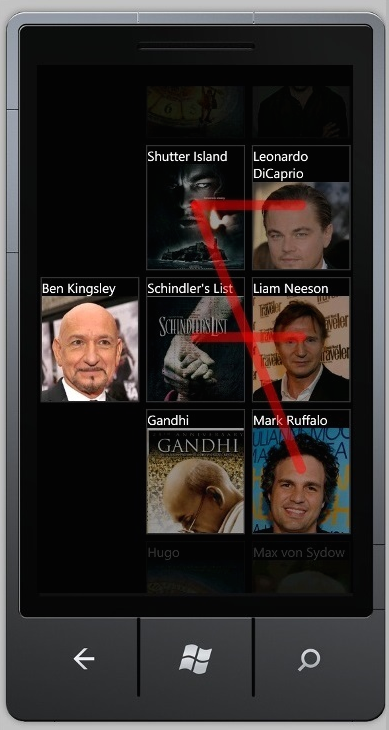 Shutter Island
Leonardo
DiCaprio
Ben Kingsley
Schindler's List
Liam Neeson
SCHINDLER'S LIST
Traveler
Gandhi
Mark Ruffalo
GANDHI
Hugo
Max von Sydow